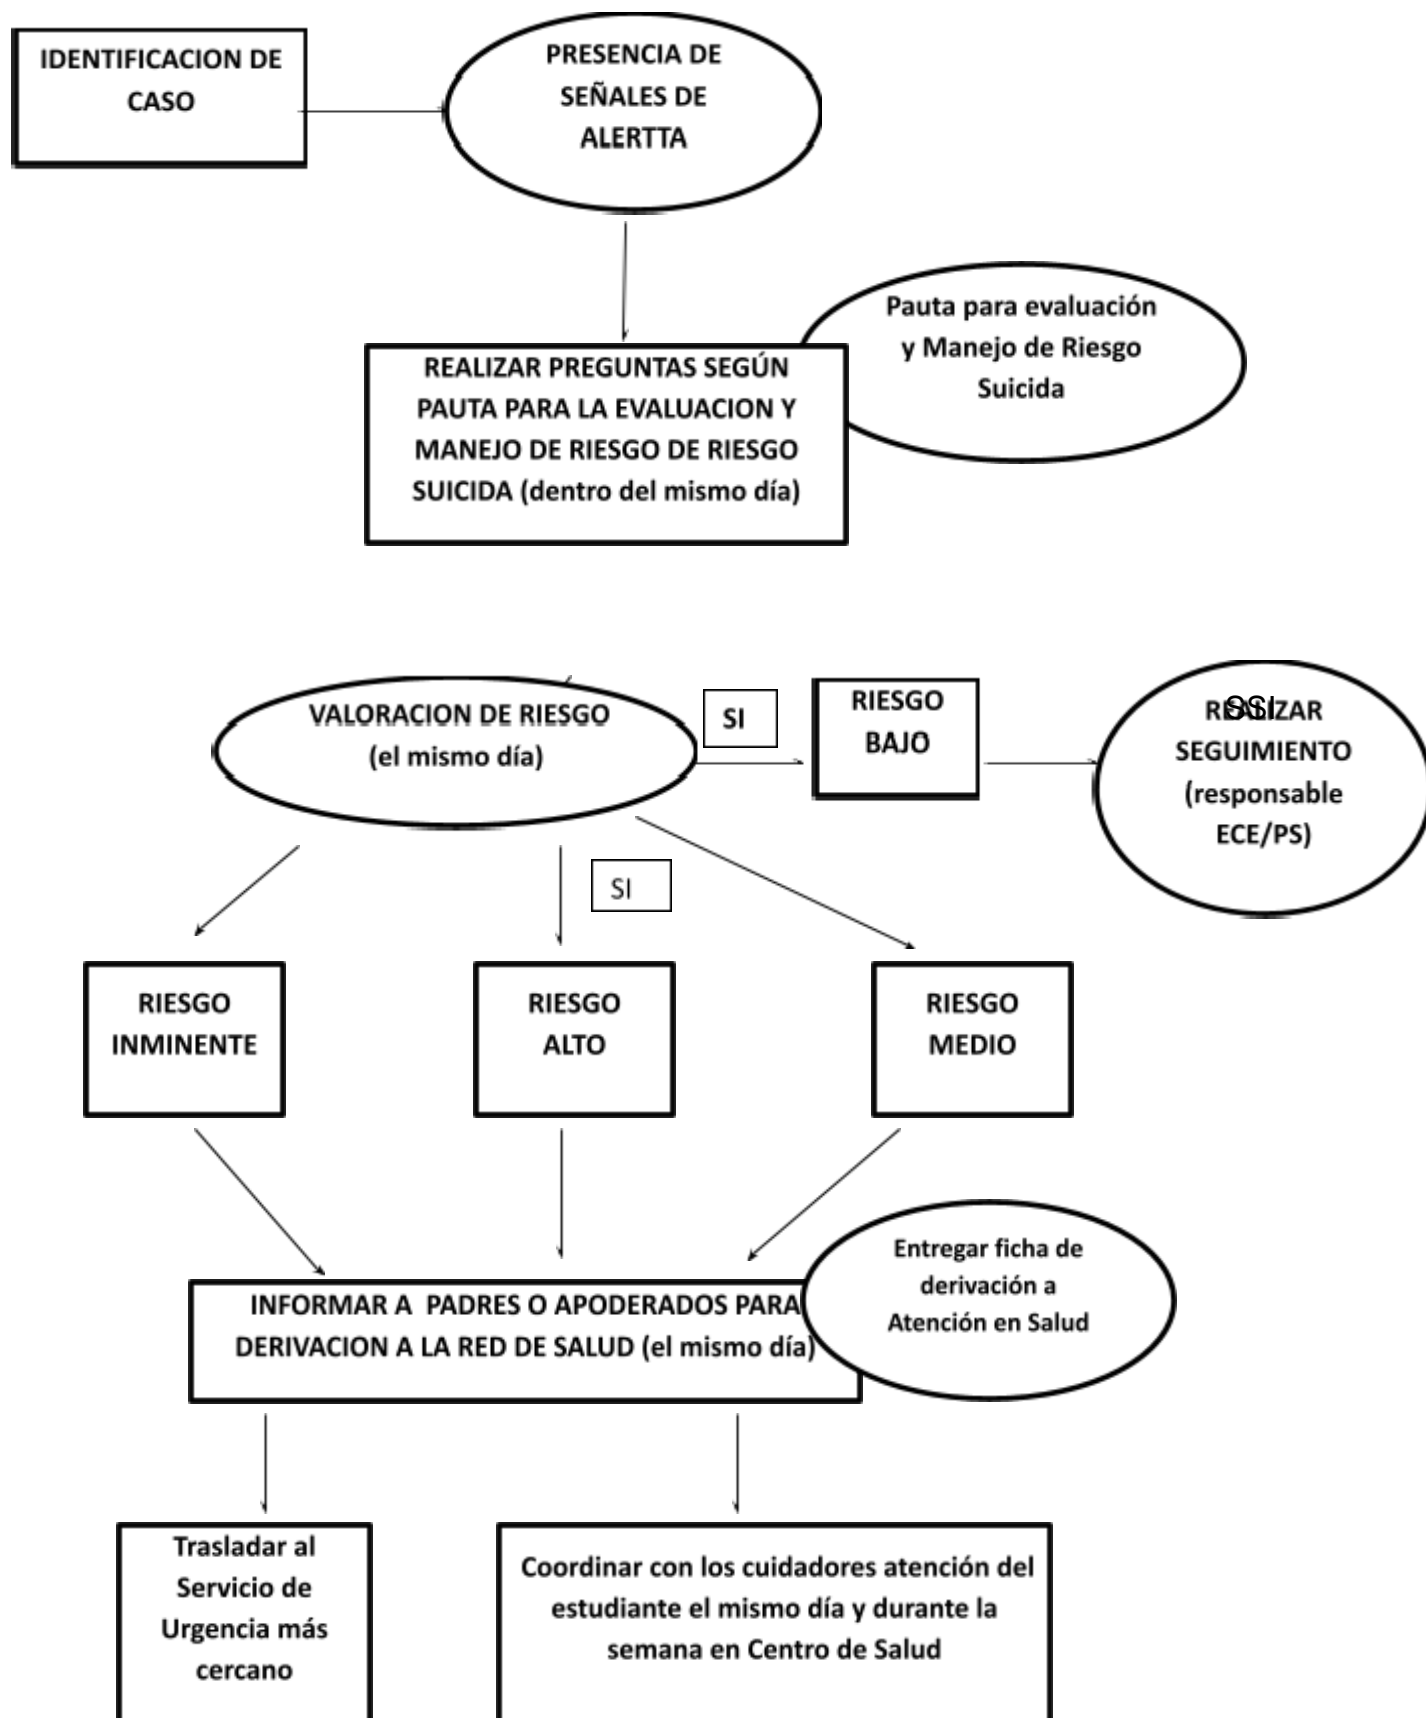 IDENTIFICACION DE
CASO
PRESENCIA DE
SEÑALES DE
ALERTTA
Pauta para evaluación
y Manejo de Riesgo
Suicida
REALIZAR PREGUNTAS SEGÚN
PAUTA PARA LA EVALUACION Y
MANEJO DE RIESGO DE RIESGO
SUICIDA (dentro del mismo día)
VALORACION DE RIESGO
(el mismo día)
SI
RIESGO
BAJO
REALIZAR
SSI
SEGUIMIENTO
(responsable
ECE/PS)
SI
RIESGO
INMINENTE
RIESGO
ALTO
RIESGO
MEDIO
Entregar ficha de
derivación a
Atención en Salud
INFORMAR A PADRES O APODERADOS PARA
DERIVACION A LA RED DE SALUD (el mismo día)
Trasladar al
Servicio de
Urgencia más
cercano
Coordinar con los cuidadores atención del
estudiante el mismo día y durante la
semana en Centro de Salud